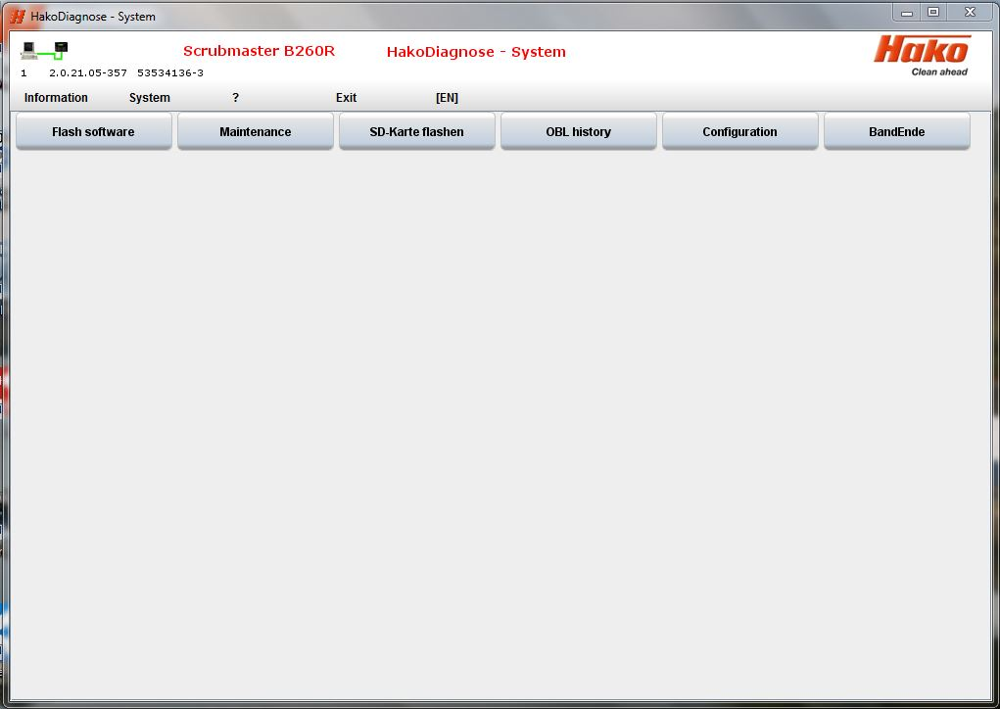 HakoDiagnose - System
Scrubmaster B260R HakoDiagnose - System
Hako
Clean ahead
1 2.0.21.05-357 53534136-3
Information System ? Exit [EN]
Flash software Maintenance SD-Karte flashen OBL history Configuration BandEnde